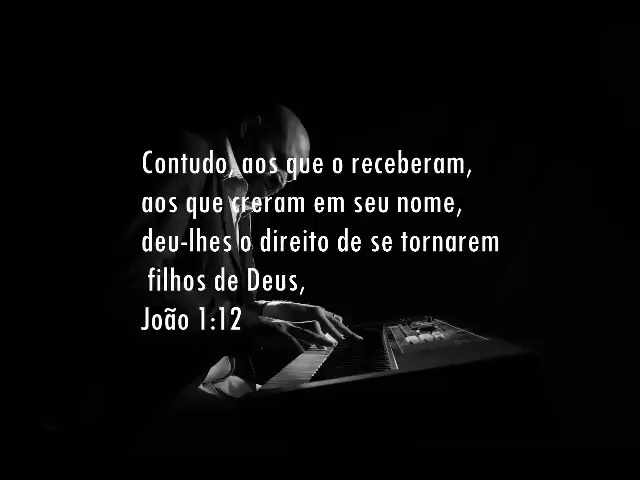 Contudo, aos que o receberam,
aos que creram em seu nome,
deu-lhes o direito de se tornarem
filhos de Deus,
João 1:12